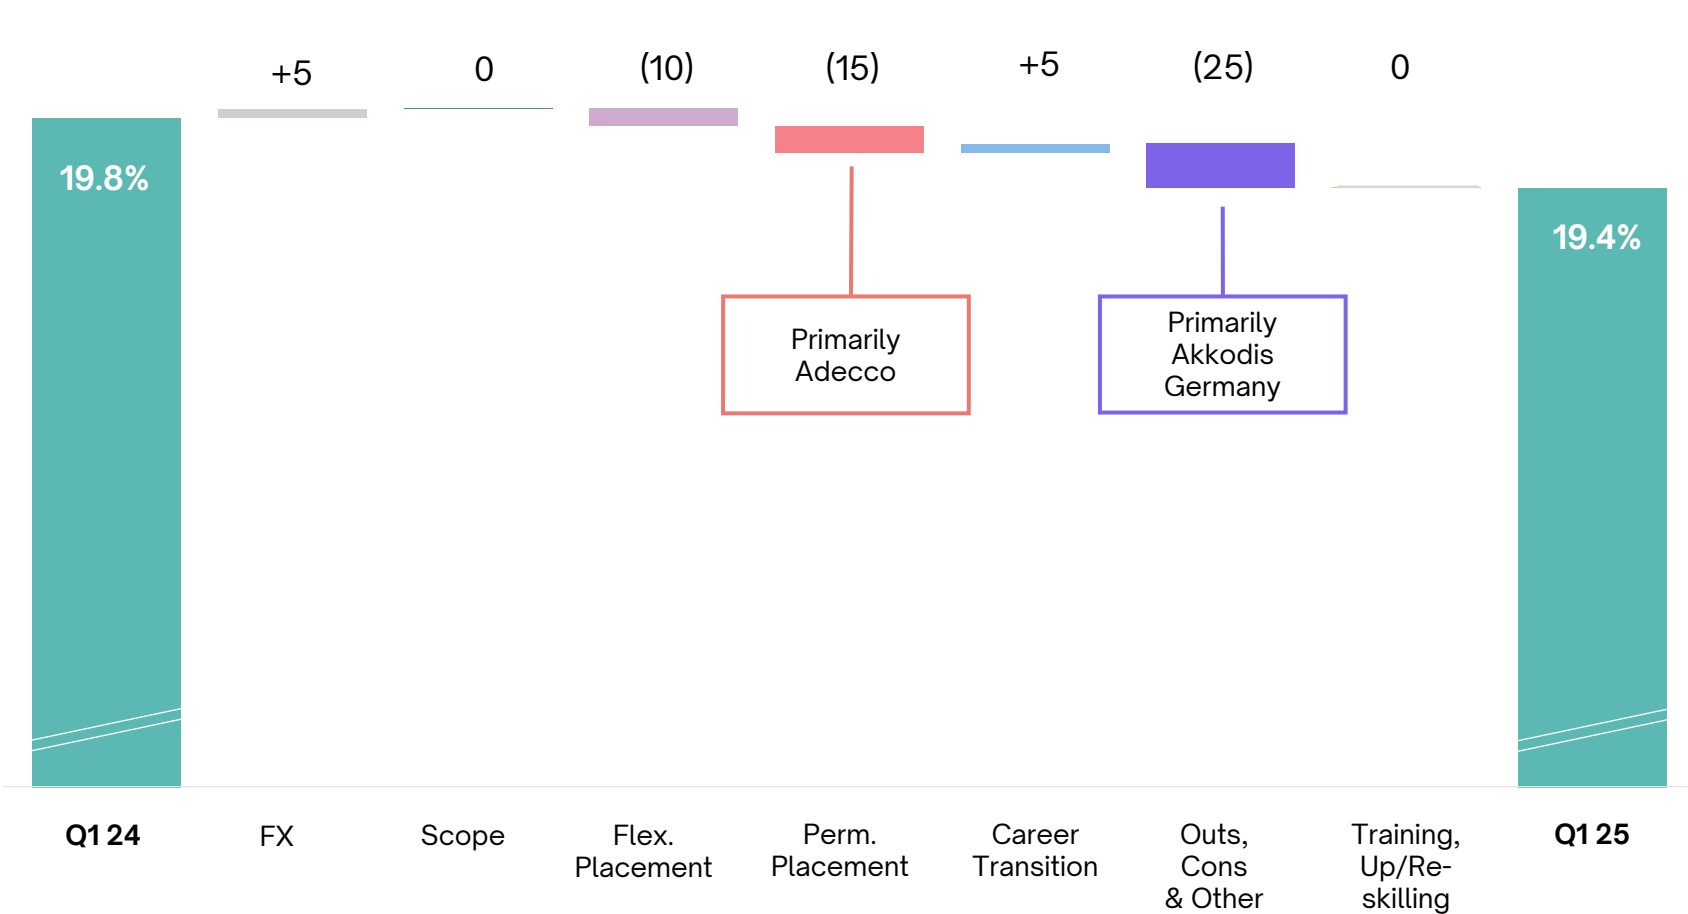 +5
0
(10)
(15)
+5
(25)
0
19.8%
19.4%
Primarily
Adecco
Primarily
Akkodis
Germany
Q1 24
FX
Scope
Flex.
Placement
Perm.
Placement
Career
Transition
Outs,
Cons
& Other
Training,
Up/Re-
skilling
Q1 25